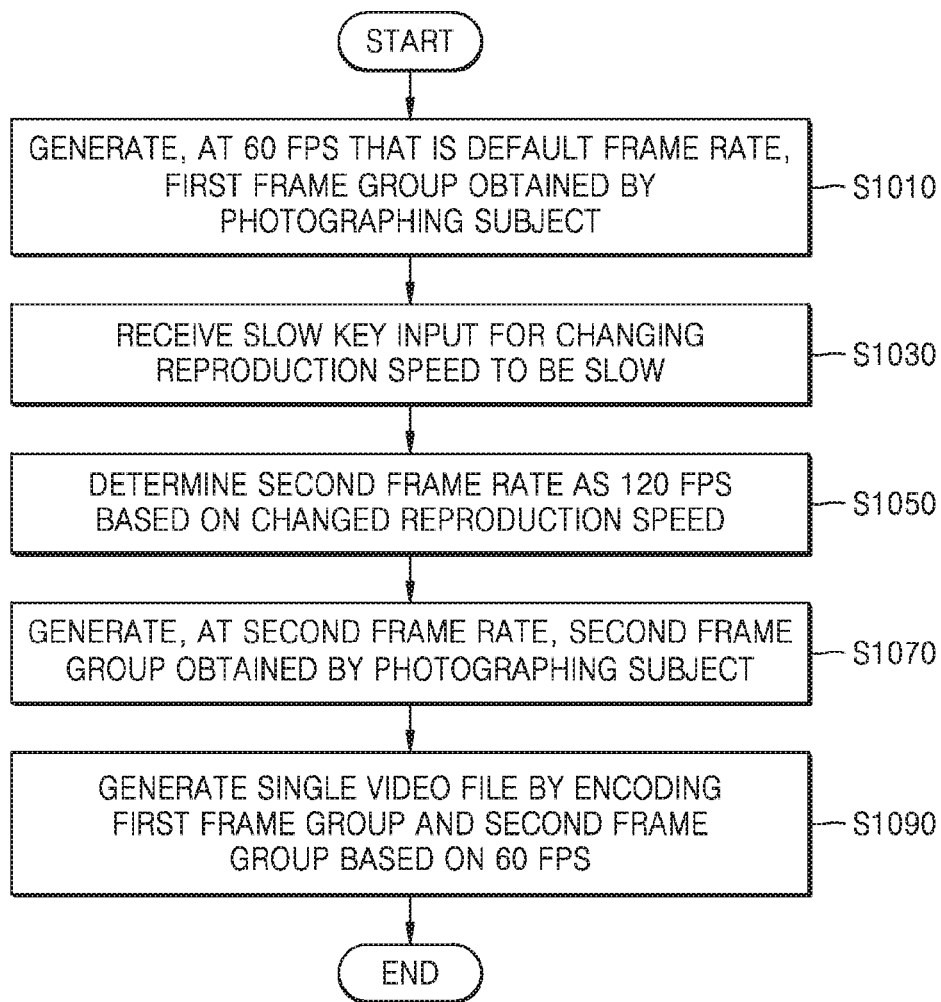 START
GENERATE, AT 60 FPS THAT IS DEFAULT FRAME RATE,
FIRST FRAME GROUP OBTAINED BY
PHOTOGRAPHING SUBJECT
S1010
RECEIVE SLOW KEY INPUT FOR CHANGING
REPRODUCTION SPEED TO BE SLOW
S1030
DETERMINE SECOND FRAME RATE AS 120 FPS
BASED ON CHANGED REPRODUCTION SPEED
S1050
GENERATE, AT SECOND FRAME RATE, SECOND FRAME
GROUP OBTAINED BY PHOTOGRAPHING SUBJECT
S1070
GENERATE SINGLE VIDEO FILE BY ENCODING
FIRST FRAME GROUP AND SECOND FRAME
GROUP BASED ON 60 FPS
S1090
END